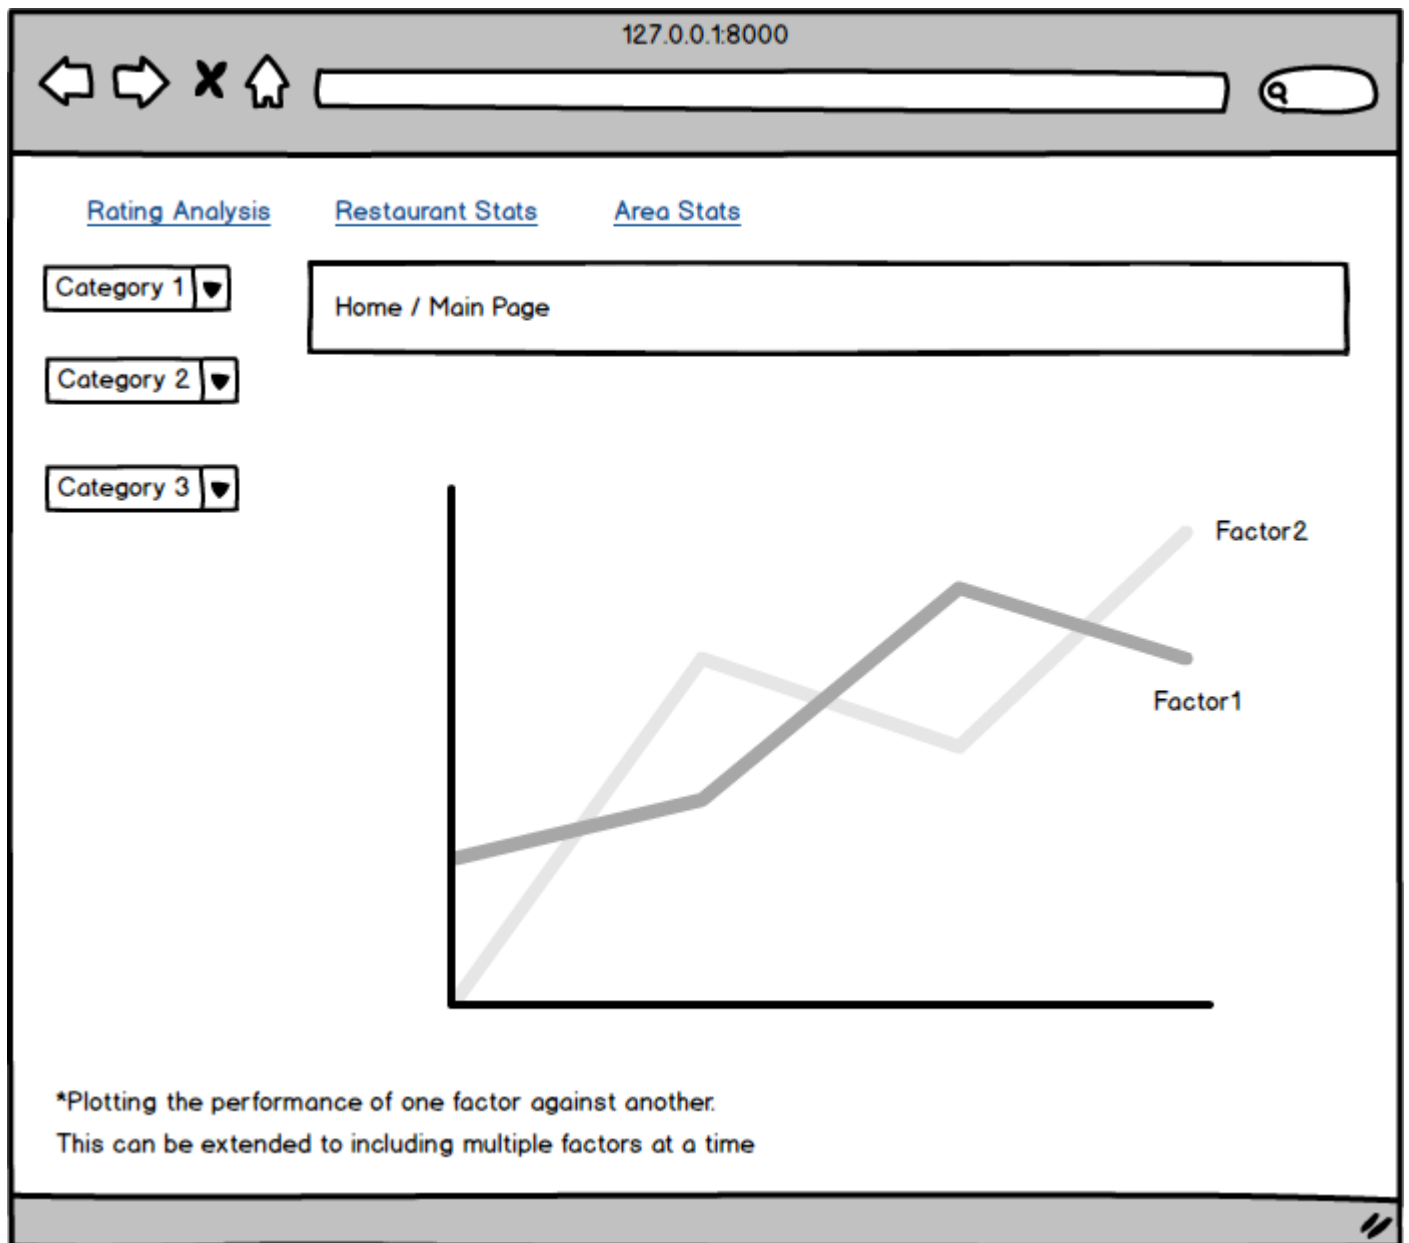 127.0.0.1:8000
Rating Analysis Restaurant Stats Area Stats
Category 1
Home / Main Page
Category 2
Category 3
Factor2
Factor1
*Plotting the performance of one factor against another.
This can be extended to including multiple factors at a time